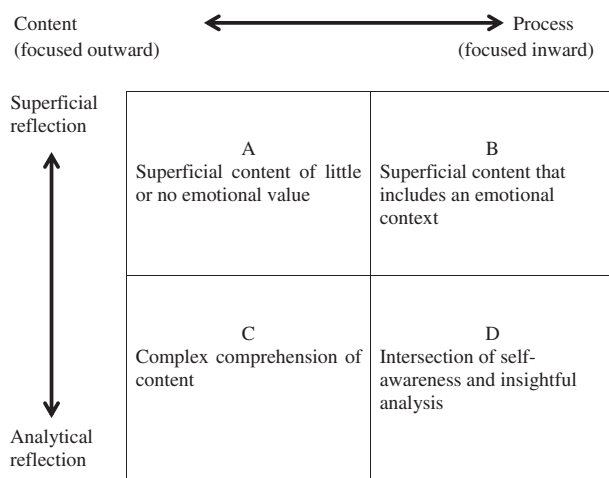 Content
(focused outward)
Process
(focused inward)
Superficial
reflection
A
Superficial content of little
or no emotional value
B
Superficial content that
includes an emotional
context
C
Complex comprehension of
content
D
Intersection of self-
awareness and insightful
analysis
Analytical
reflection